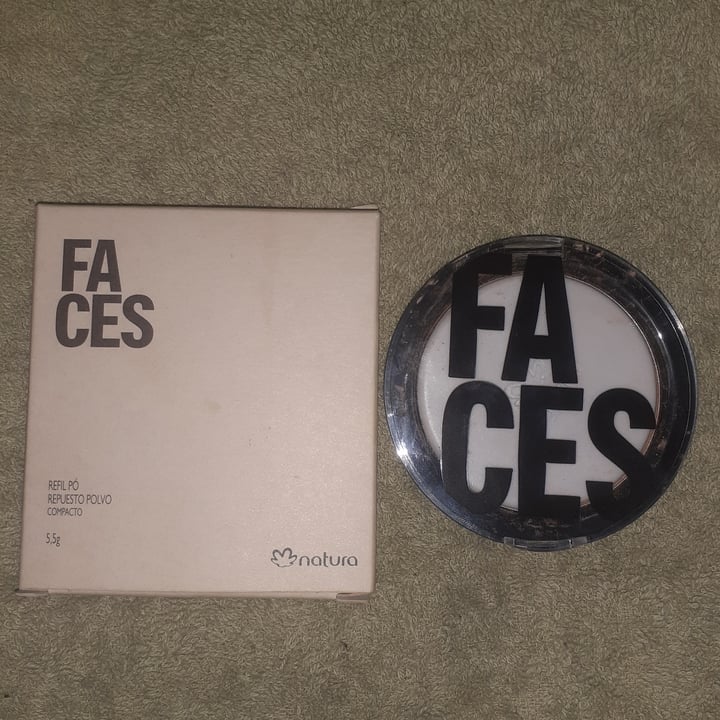 FA
CES
REFIL PÓ
REPUESTO POLVO
COMPACTO
5,5g
natura
FA
CES